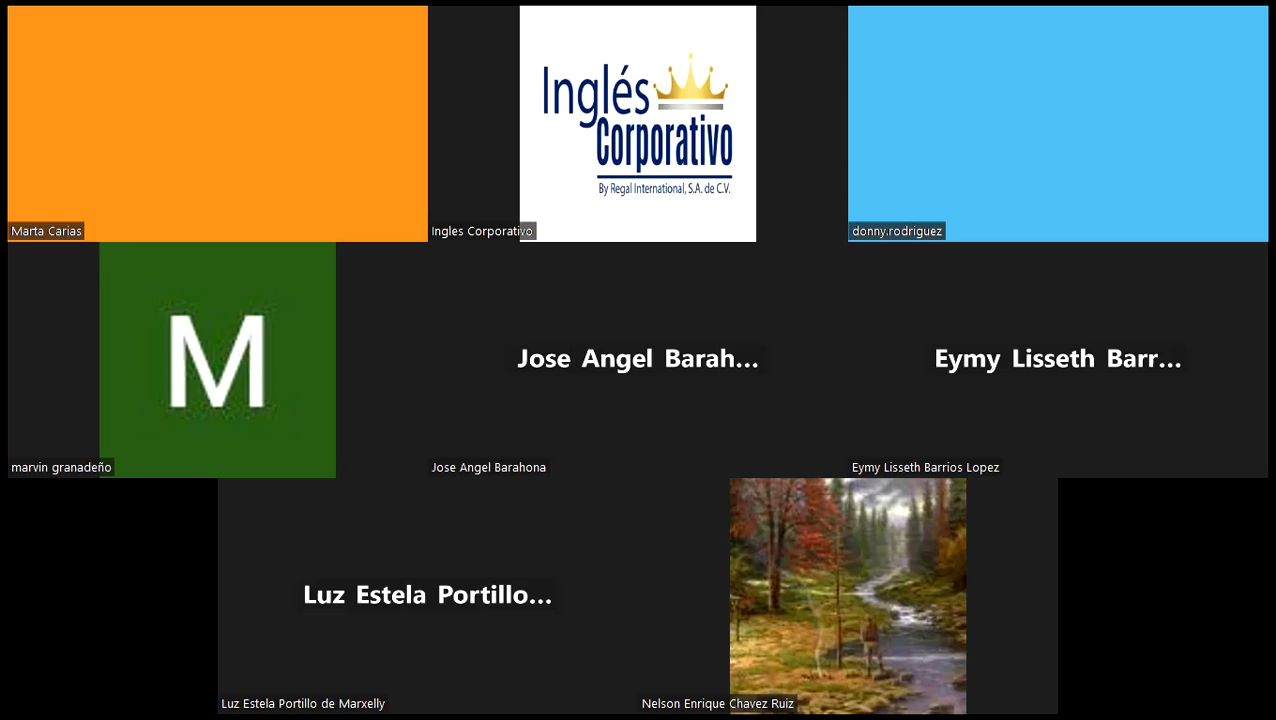 Inglés
Corporativo
By Regal International, S.A. de C.V.
Marta Carias
Ingles Corporativo
donny.rodriguez
M
Jose Angel Barah...
Eymy Lisseth Barr...
marvin granadeño
Jose Angel Barahona
Eymy Lisseth Barrios Lopez
Luz Estela Portillo...
Luz Estela Portillo de Marxelly
Nelson Enrique Chavez Ruiz